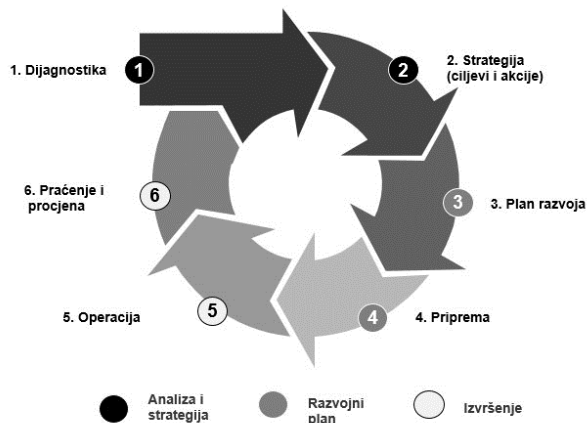 1. Dijagnostika
1
2
2. Strategija
(ciljevi i akcije)
3
3. Plan razvoja
4
4. Priprema
5
5. Operacija
6
6. Praćenje i
procjena
Analiza i
strategija
Razvojni
plan
Izvršenje